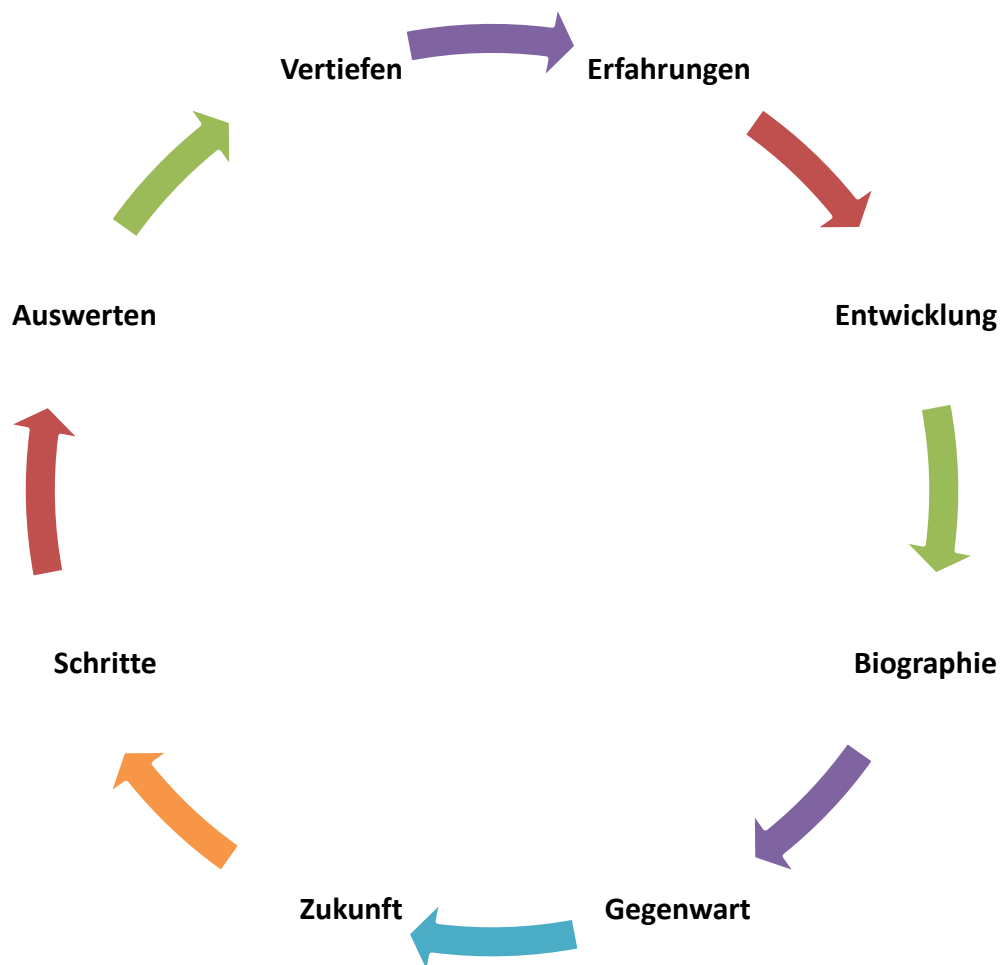 Vertiefen
Erfahrungen
Entwicklung
Biographie
Gegenwart
Zukunft
Schritte
Auswerten